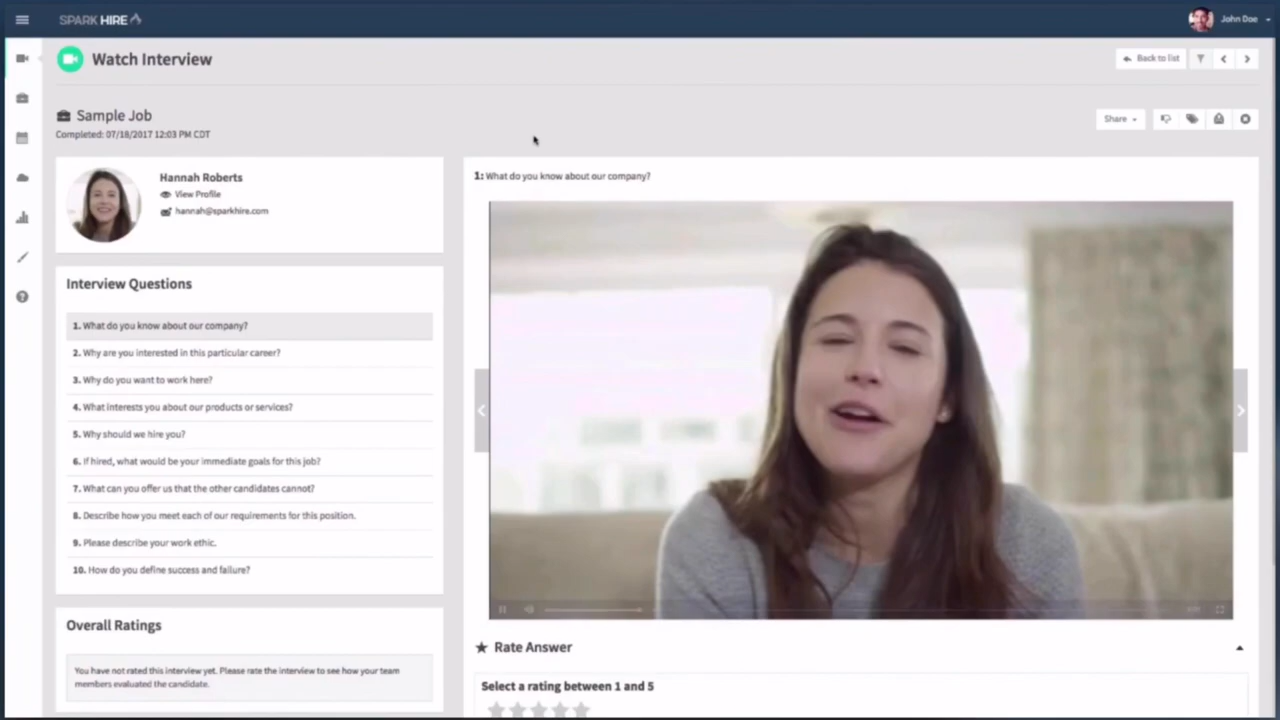 SPARK HIRE
John Doe
Watch Interview
Back to list
Sample Job
Completed: 07/18/2017 12:03 PM CDT
Share
Hannah Roberts
View Profile
hannah@sparkhire.com
Interview Questions
1. What do you know about our company?
2. Why are you interested in this particular career?
3. Why do you want to work here?
4. What interests you about our products or services?
5. Why should we hire you?
6. If hired, what would be your immediate goals for this job?
7. What can you offer us that the other candidates cannot?
8. Describe how you meet each of our requirements for this position.
9. Please describe your work ethic.
10. How do you define success and failure?
Overall Ratings
You have not rated this interview yet. Please rate the interview to see how your team
members evaluated the candidate.
1: What do you know about our company?
Rate Answer
Select a rating between 1 and 5